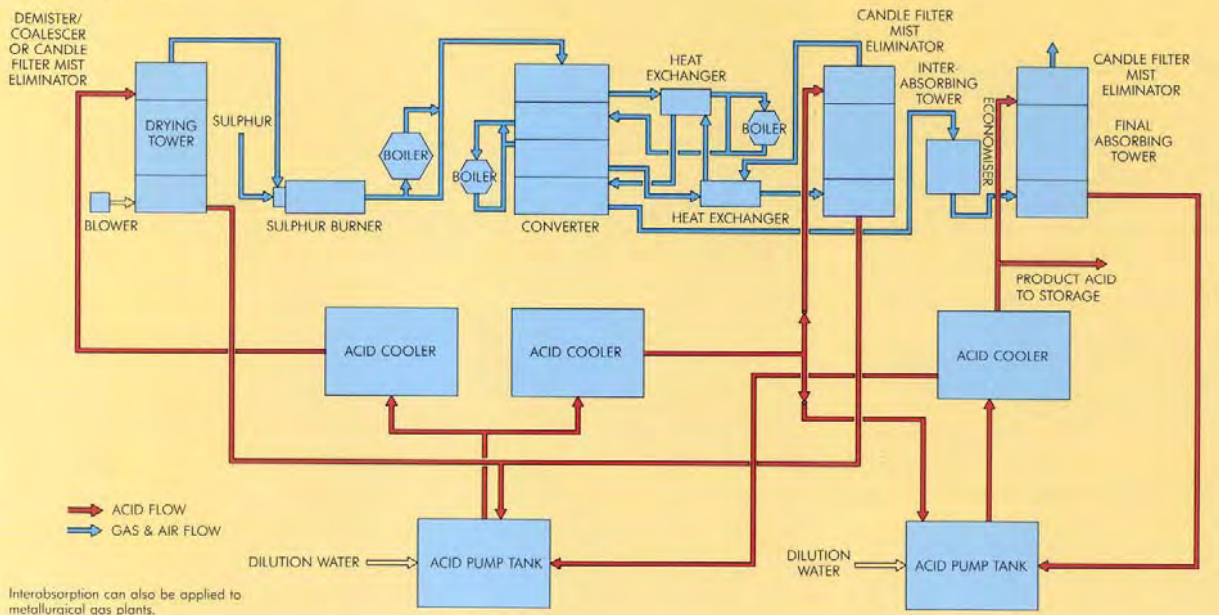 DEMISTER/
COALESCER
OR CANDLE
FILTER MIST
ELIMINATOR
DRYING
TOWER
BLOWER
SULPHUR
SULPHUR BURNER
BOILER
BOILER
CONVERTER
HEAT
EXCHANGER
BOILER
HEAT EXCHANGER
CANDLE FILTER
MIST
ELIMINATOR
INTER-
ABSORBING
TOWER
ECONOMISER
CANDLE FILTER
MIST
ELIMINATOR
FINAL
ABSORBING
TOWER
PRODUCT ACID
TO STORAGE
ACID COOLER
ACID COOLER
ACID COOLER
ACID FLOW
GAS & AIR FLOW
DILUTION WATER
ACID PUMP TANK
DILUTION
WATER
ACID PUMP TANK
Interabsorption can also be applied to
metallurgical gas plants.